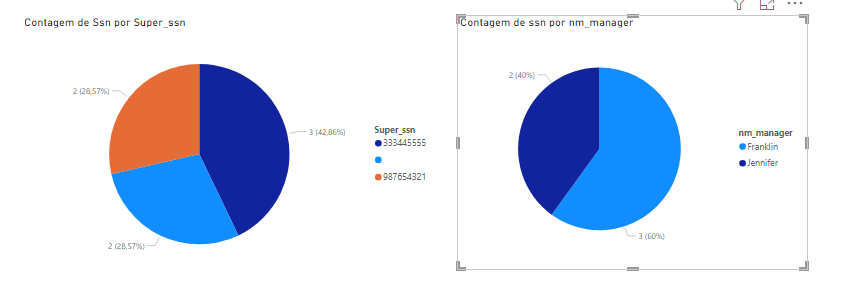 Contagem de Ssn por Super_ssn
2 (28,57%)
3 (42,86%)
2 (28,57%)
Super_ssn
333445555
987654321
Contagem de ssn por nm_manager
2 (40%)
3 (60%)
nm_manager
Franklin
Jennifer